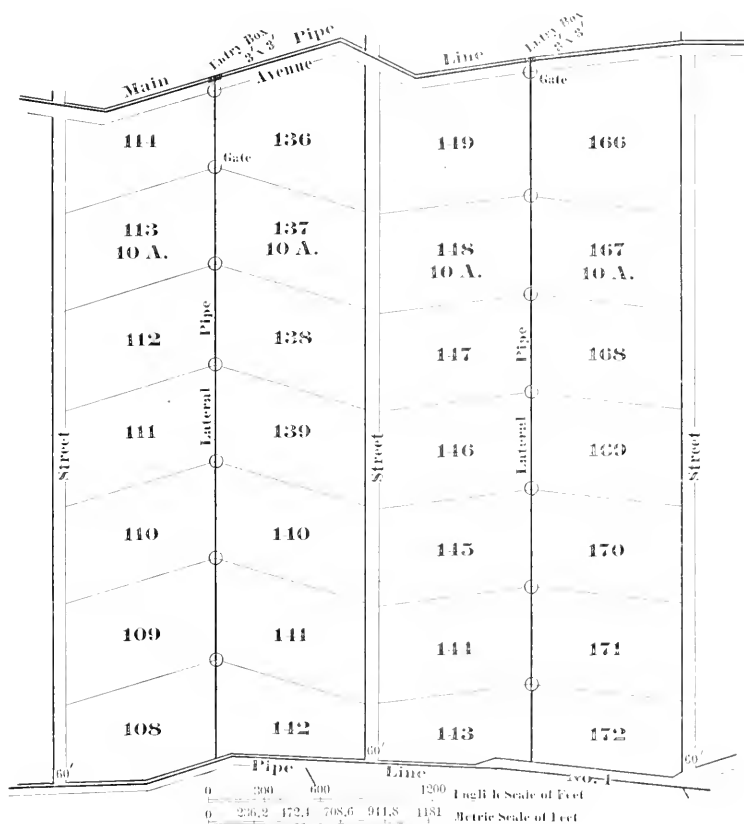 Main Pipe Line
Avenue
Entry Box
3' × 3'
Entry Box
3' × 3'
Gate
Gate
114 136 149 166
113 137 148 167
10 A. 10 A. 10 A. 10 A.
112 138 147 168
111 139 146 169
110 140 145 170
109 141 144 171
108 142 143 172
Lateral Pipe
Lateral Pipe
Street
Street
Street
60' 60' 60'
Pipe Line No. 1
0 300 600 1200 English Scale of Feet
0 236,2 472,4 708,6 944,8 1181 Metric Scale of Feet